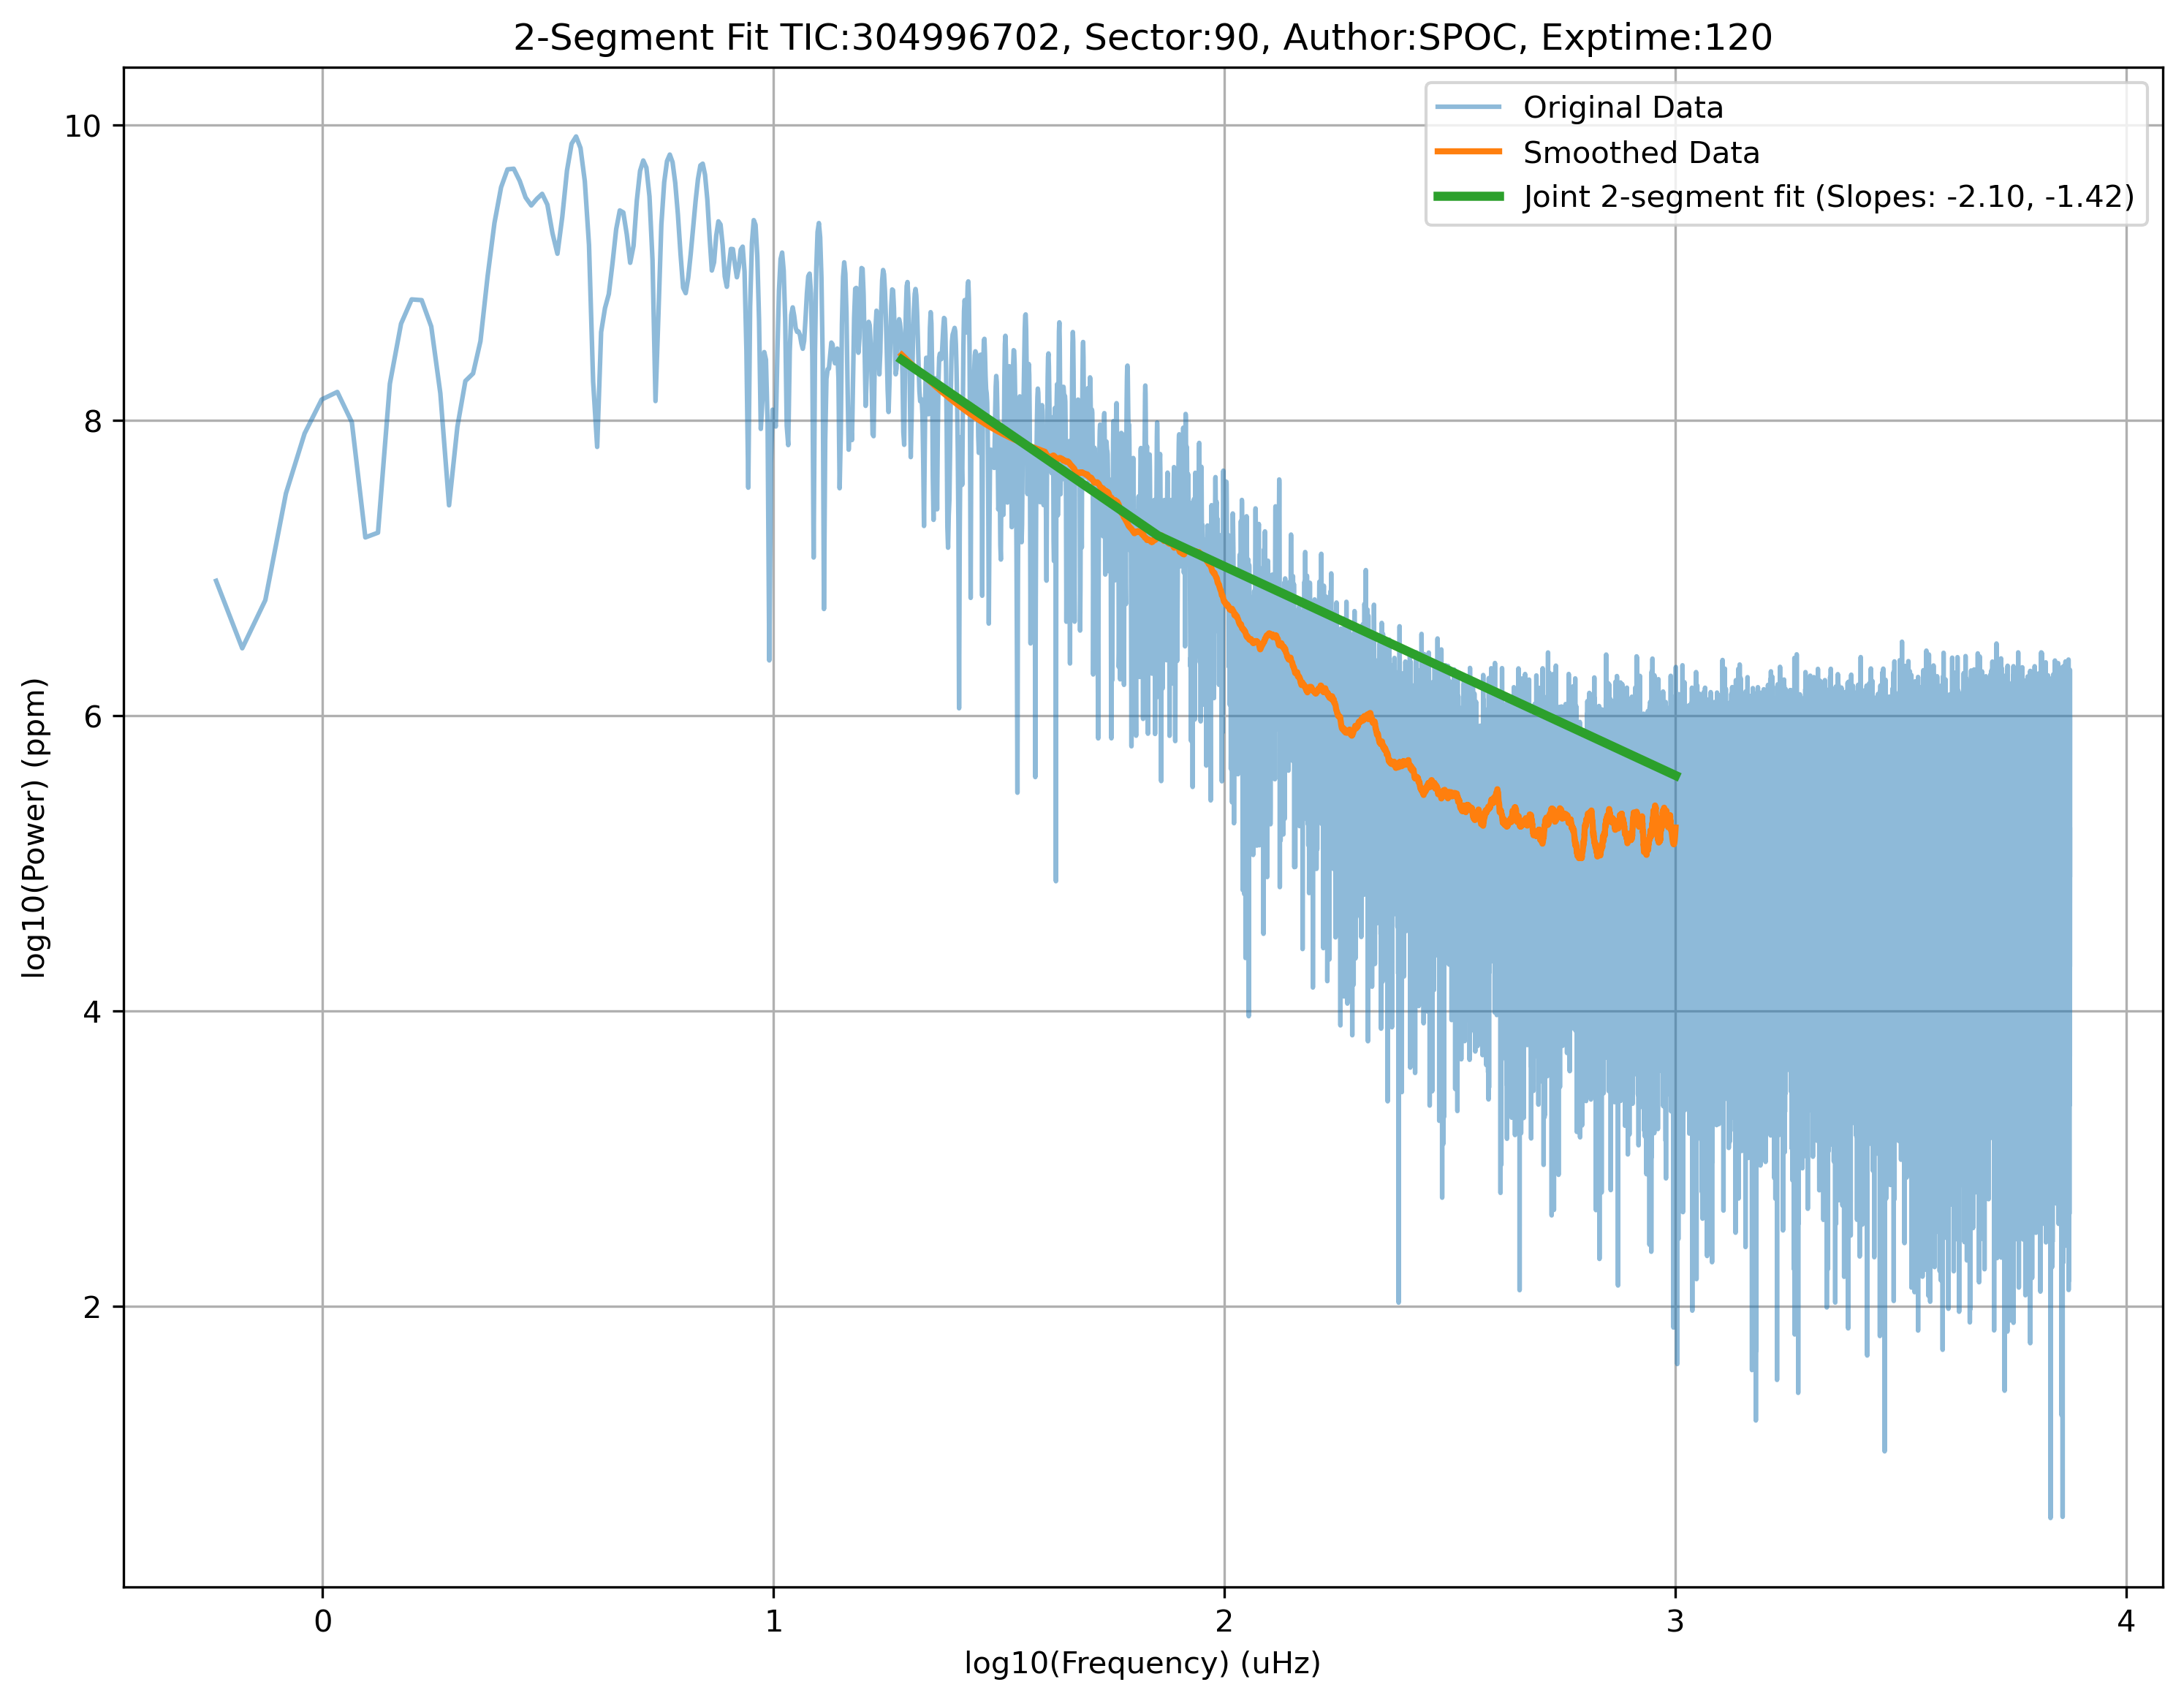 2-Segment Fit TIC:304996702, Sector:90, Author:SPOC, Exptime:120
Original Data
Smoothed Data
Joint 2-segment fit (Slopes: -2.10, -1.42)
log10(Power) (ppm)
10
8
6
4
2
0 1 2 3 4
log10(Frequency) (uHz)